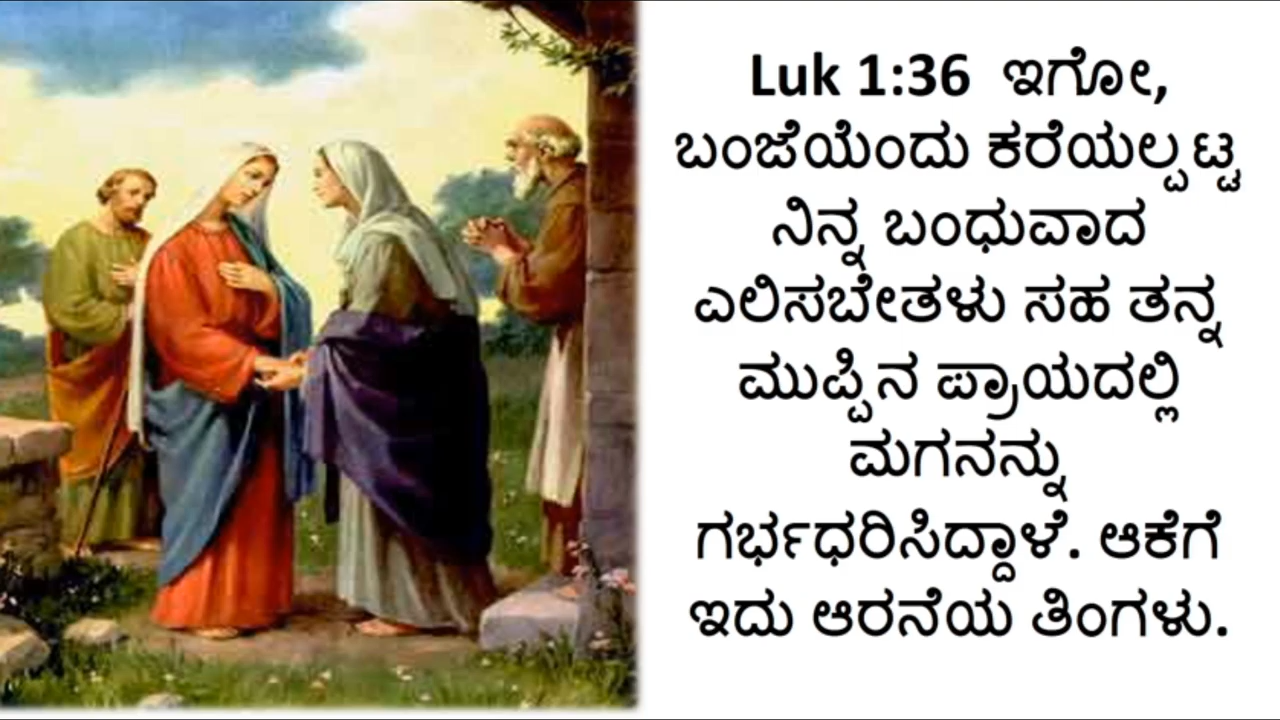 Luk 1:36 ಇಗೋ,
ಬಂಜೆಯೆಂದು ಕರೆಯಲ್ಪಟ್ಟ
ನಿನ್ನ ಬಂಧುವಾದ
ಎಲಿಸಬೇತಳು ಸಹ ತನ್ನ
ಮುಪ್ಪಿನ ಪ್ರಾಯದಲ್ಲಿ
ಮಗನನ್ನು
ಗರ್ಭಧರಿಸಿದ್ದಾಳೆ. ಆಕೆಗೆ
ಇದು ಆರನೆಯ ತಿಂಗಳು.